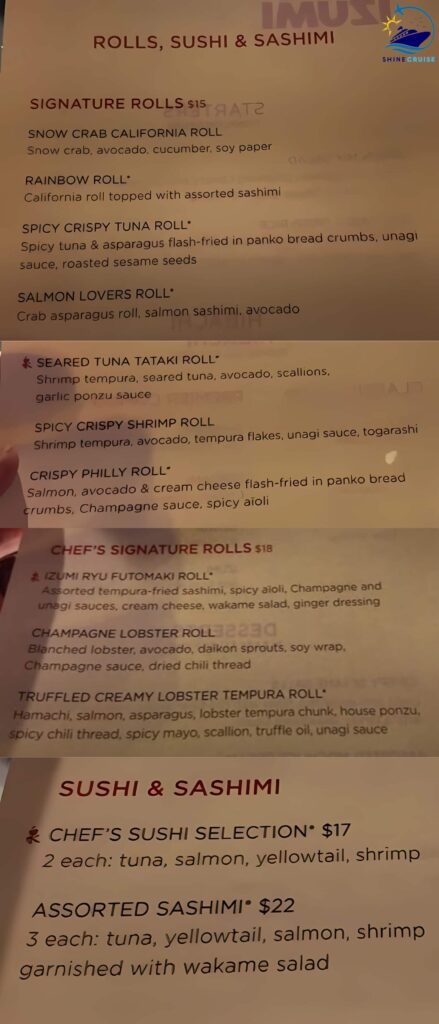 IZUMI
SHINECRUISE
ROLLS, SUSHI & SASHIMI
STARTERS
SIGNATURE ROLLS $15
SNOW CRAB CALIFORNIA ROLL
Snow crab, avocado, cucumber, soy paper
RAINBOW ROLL*
California roll topped with assorted sashimi
SPICY CRISPY TUNA ROLL*
Spicy tuna & asparagus flash-fried in panko bread crumbs, unagi
sauce, roasted sesame seeds
SALMON LOVERS ROLL*
Crab asparagus roll, salmon sashimi, avocado
SEARED TUNA TATAKI ROLL*
Shrimp tempura, seared tuna, avocado, scallions,
garlic ponzu sauce
SPICY CRISPY SHRIMP ROLL
Shrimp tempura, avocado, tempura flakes, unagi sauce, togarashi
CRISPY PHILLY ROLL*
Salmon, avocado & cream cheese flash-fried in panko bread
crumbs, Champagne sauce, spicy aïoli
CHEF'S SIGNATURE ROLLS $18
IZUMI RYU FUTOMAKI ROLL*
Assorted tempura-fried sashimi, spicy aïoli, Champagne and
unagi sauces, cream cheese, wakame salad, ginger dressing
DESSERTS
CHAMPAGNE LOBSTER ROLL
Blanched lobster, avocado, daikon sprouts, soy wrap,
Champagne sauce, dried chili thread
TRUFFLED CREAMY LOBSTER TEMPURA ROLL*
Hamachi, salmon, asparagus, lobster tempura chunk, house ponzu,
spicy chili thread, spicy mayo, scallion, truffle oil, unagi sauce
SUSHI & SASHIMI
CHEF'S SUSHI SELECTION* $17
2 each: tuna, salmon, yellowtail, shrimp
ASSORTED SASHIMI* $22
3 each: tuna, yellowtail, salmon, shrimp
garnished with wakame salad